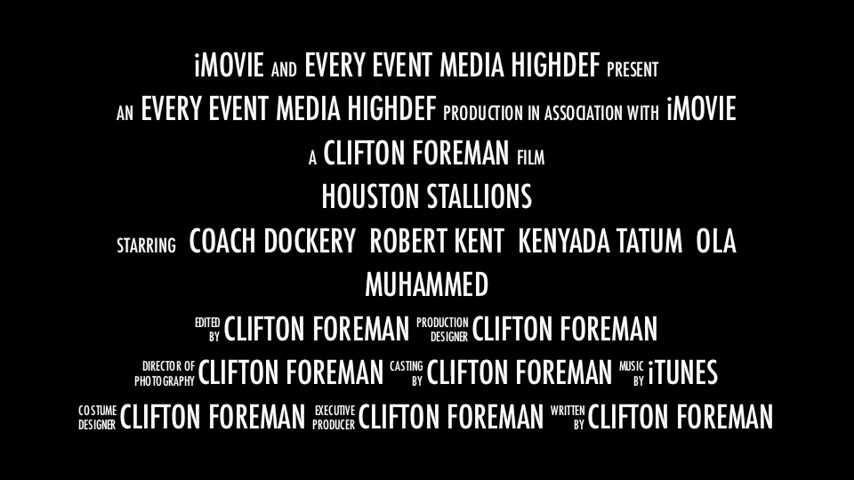 iMOVIE AND EVERY EVENT MEDIA HIGHDEF PRESENT
AN EVERY EVENT MEDIA HIGHDEF PRODUCTION IN ASSOCIATION WITH iMOVIE
A CLIFTON FOREMAN FILM
HOUSTON STALLIONS
STARRING COACH DOCKERY ROBERT KENT KENYADA TATUM OLA
MUHAMMED
EDITED BY CLIFTON FOREMAN PRODUCTION DESIGNER CLIFTON FOREMAN
DIRECTOR OF PHOTOGRAPHY CLIFTON FOREMAN CASTING BY CLIFTON FOREMAN MUSIC BY iTUNES
COSTUME DESIGNER CLIFTON FOREMAN EXECUTIVE PRODUCER CLIFTON FOREMAN WRITTEN BY CLIFTON FOREMAN